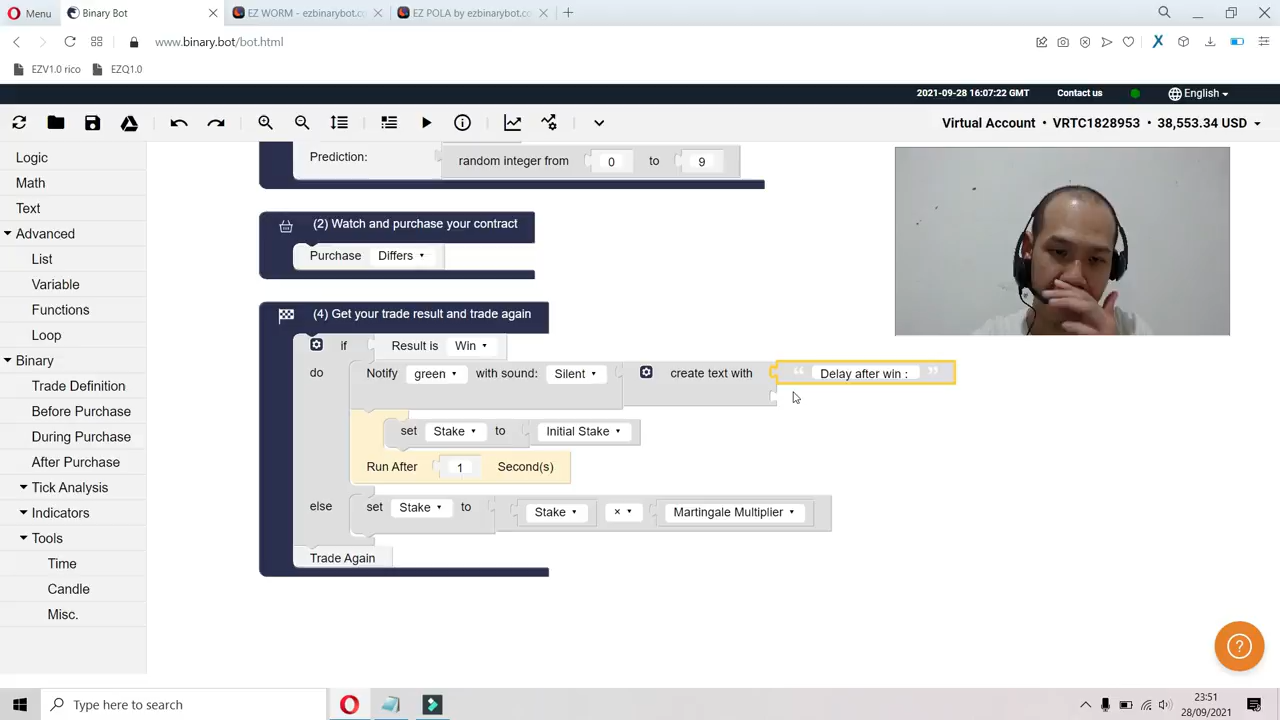 Menu
Binary Bot
EZ WORM - ezbinarybot.co
EZ POLA by ezbinarybot.co
www.binary.bot/bot.html
EZV1.0 rico
EZQ1.0
2021-09-28 16:07:22 GMT
Contact us
English
Virtual Account • VRTC1828953 • 38,553.34 USD
Logic
Math
Text
Advanced
List
Variable
Functions
Loop
Binary
Trade Definition
Before Purchase
During Purchase
After Purchase
Tick Analysis
Indicators
Tools
Time
Candle
Misc.
Prediction: random integer from 0 to 9
(2) Watch and purchase your contract
Purchase Differs
(4) Get your trade result and trade again
if Result is Win
do Notify green with sound: Silent create text with “ Delay after win : ”
set Stake to Initial Stake
Run After 1 Second(s)
else set Stake to Stake × Martingale Multiplier
Trade Again
?
Type here to search
23:51
28/09/2021